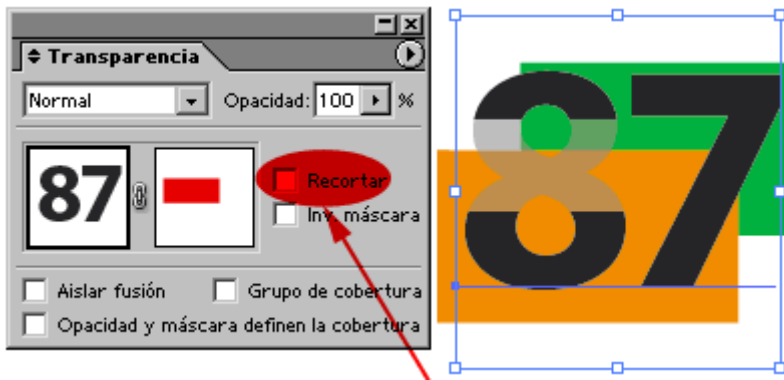 Transparencia
Normal Opacidad: 100 %
87 Recortar
Inv. máscara
Aislar fusión Grupo de cobertura
Opacidad y máscara definen la cobertura
87